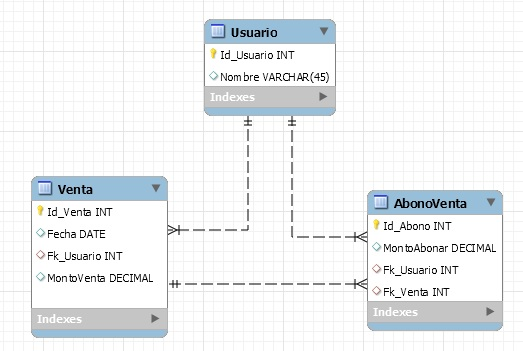 Usuario
Id_Usuario INT
Nombre VARCHAR(45)
Indexes
Venta
Id_Venta INT
Fecha DATE
Fk_Usuario INT
MontoVenta DECIMAL
Indexes
AbonoVenta
Id_Abono INT
MontoAbonar DECIMAL
Fk_Usuario INT
Fk_Venta INT
Indexes